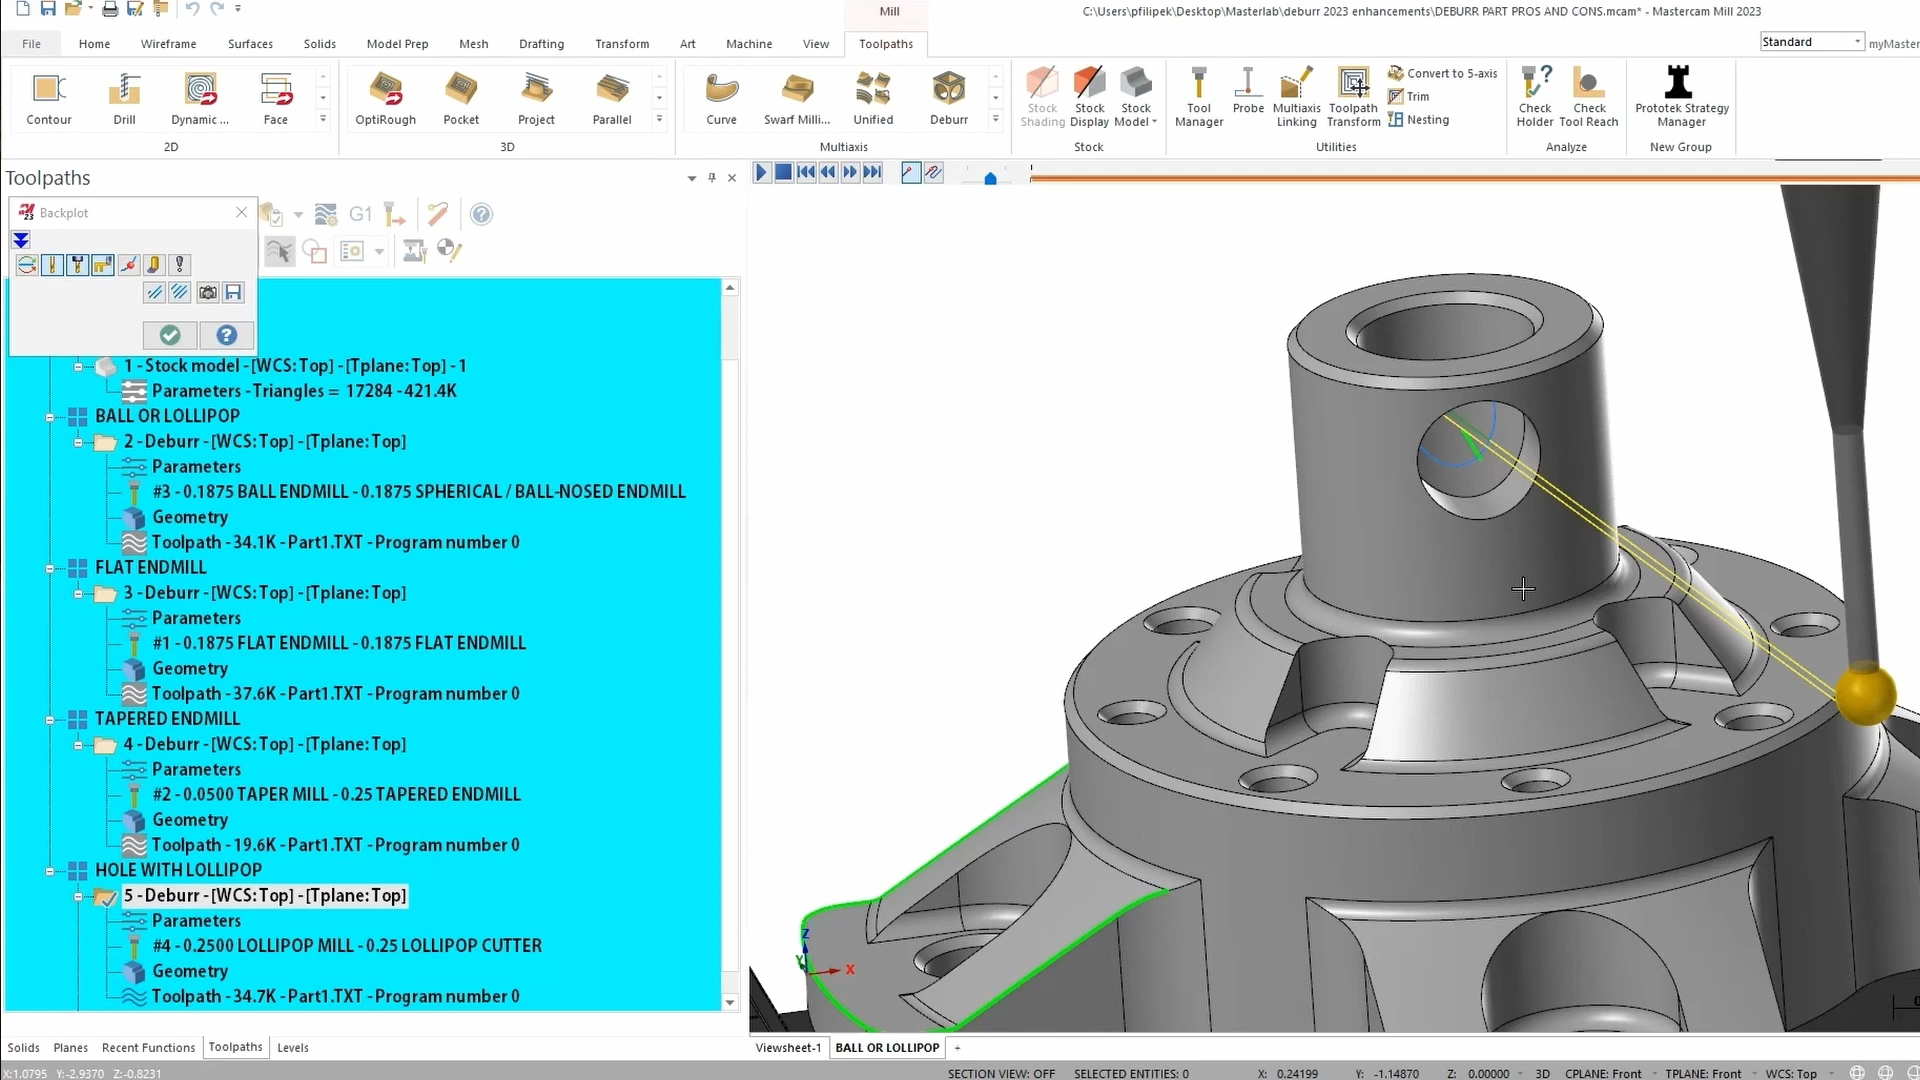 Mill
C:\Users\pfilipek\Desktop\Masterlab\deburr 2023 enhancements\DEBURR PART PROS AND CONS.mcam* - Mastercam Mill 2023
File Home Wireframe Surfaces Solids Model Prep Mesh Drafting Transform Art Machine View Toolpaths
Standard
myMaster
Contour Drill Dynamic ... Face
2D
OptiRough Pocket Project Parallel
3D
Curve Swarf Milli... Unified Deburr
Multiaxis
Stock Shading Stock Display Stock Model
Stock
Tool Manager Probe Multiaxis Linking Toolpath Transform
Convert to 5-axis
Trim
Nesting
Utilities
Check Holder Check Tool Reach
Analyze
Prototek Strategy Manager
New Group
Toolpaths
Backplot
G1
1 - Stock model - [WCS: Top] - [Tplane: Top] - 1
Parameters - Triangles = 17284 - 421.4K
BALL OR LOLLIPOP
2 - Deburr - [WCS: Top] - [Tplane: Top]
Parameters
#3 - 0.1875 BALL ENDMILL - 0.1875 SPHERICAL / BALL-NOSED ENDMILL
Geometry
Toolpath - 34.1K - Part1.TXT - Program number 0
FLAT ENDMILL
3 - Deburr - [WCS: Top] - [Tplane: Top]
Parameters
#1 - 0.1875 FLAT ENDMILL - 0.1875 FLAT ENDMILL
Geometry
Toolpath - 37.6K - Part1.TXT - Program number 0
TAPERED ENDMILL
4 - Deburr - [WCS: Top] - [Tplane: Top]
Parameters
#2 - 0.0500 TAPER MILL - 0.25 TAPERED ENDMILL
Geometry
Toolpath - 19.6K - Part1.TXT - Program number 0
HOLE WITH LOLLIPOP
5 - Deburr - [WCS: Top] - [Tplane: Top]
Parameters
#4 - 0.2500 LOLLIPOP MILL - 0.25 LOLLIPOP CUTTER
Geometry
Toolpath - 34.7K - Part1.TXT - Program number 0
Z
Y
X
Solids Planes Recent Functions Toolpaths Levels
Viewsheet-1 BALL OR LOLLIPOP +
X:1.0795 Y:-2.9370 Z:-0.8231
SECTION VIEW: OFF SELECTED ENTITIES: 0 X: 0.24199 Y: -1.14870 Z: 0.00000 3D CPLANE: Front TPLANE: Front WCS: Top